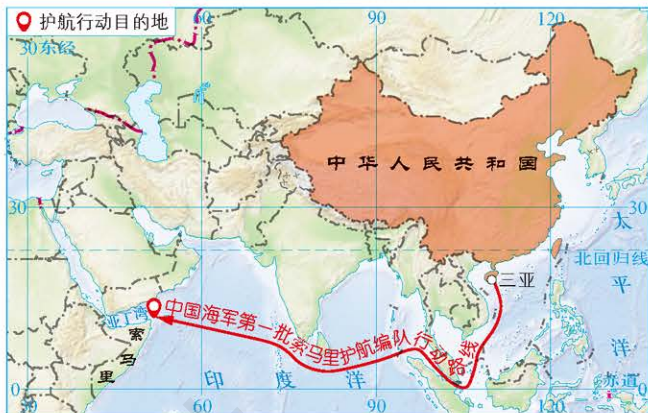 护航行动目的地
30东经
60
90
120
中华人民共和国
30
30
太
平
洋
北回归线
三亚
亚丁湾
中国海军第一批索马里护航编队行动路线
索
马
里
印度洋
0
30
60
90
120
0
赤道